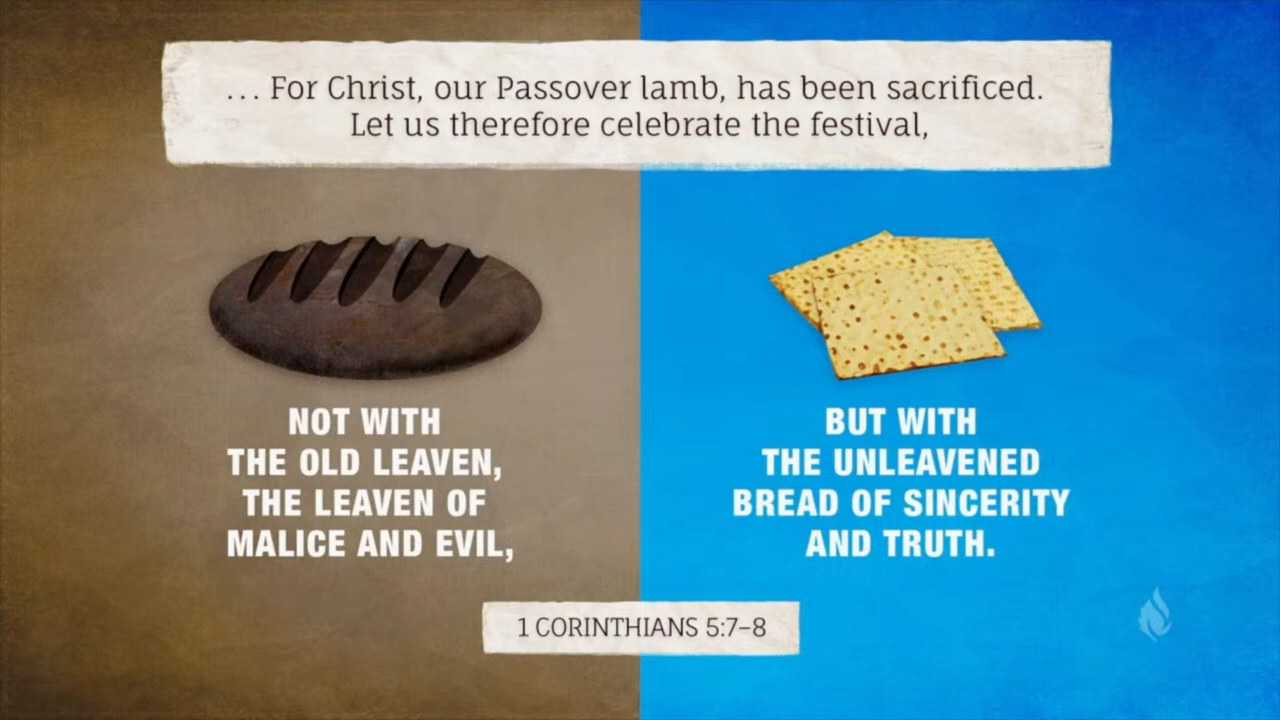 ... For Christ, our Passover lamb, has been sacrificed.
Let us therefore celebrate the festival,
NOT WITH
THE OLD LEAVEN,
THE LEAVEN OF
MALICE AND EVIL,
BUT WITH
THE UNLEAVENED
BREAD OF SINCERITY
AND TRUTH.
1 CORINTHIANS 5:7–8